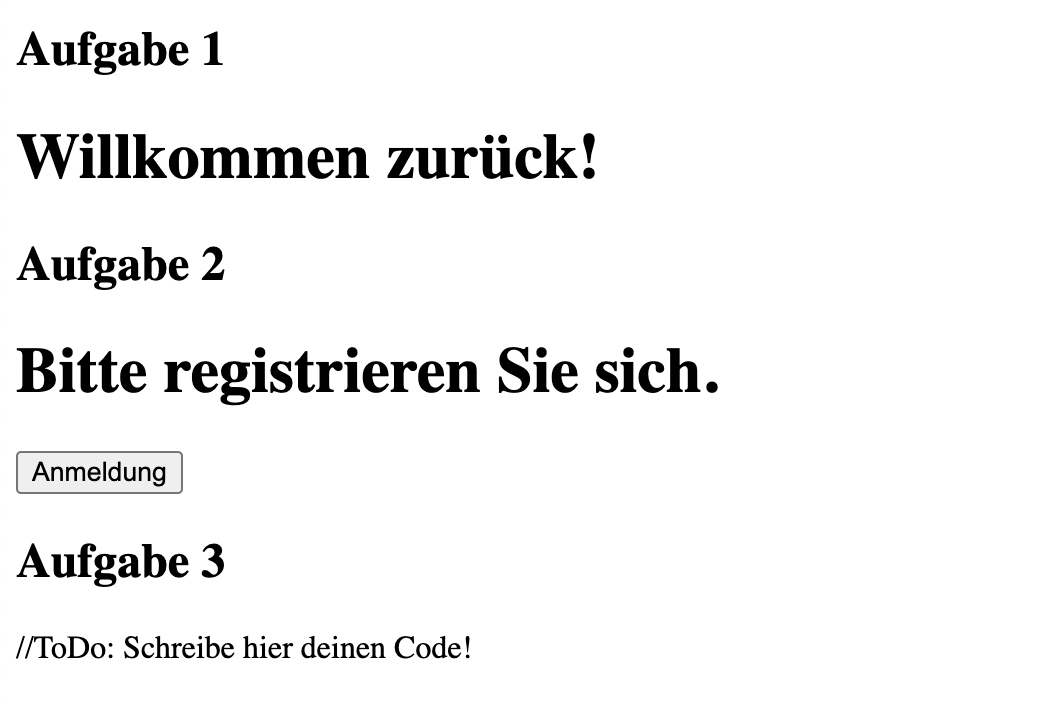 Aufgabe 1
Willkommen zurück!
Aufgabe 2
Bitte registrieren Sie sich.
Anmeldung
Aufgabe 3
//ToDo: Schreibe hier deinen Code!